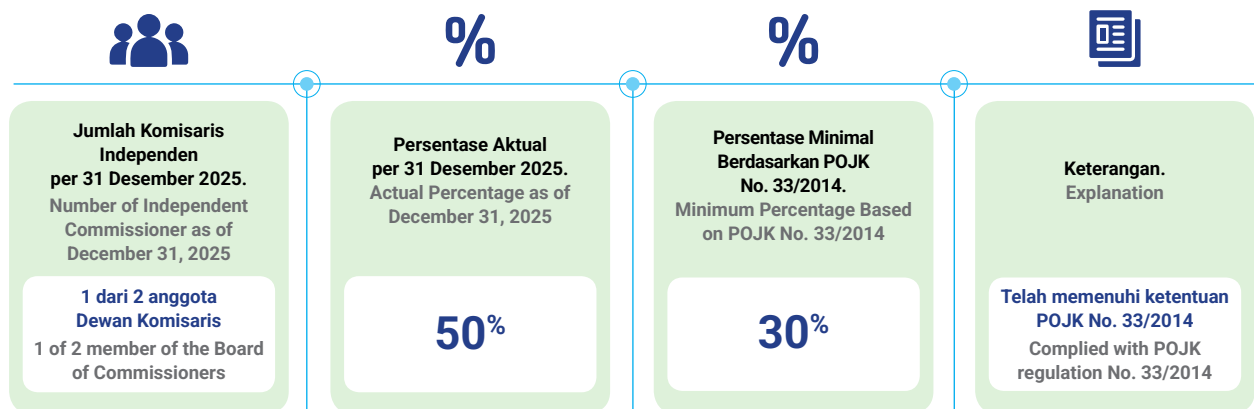 %
%
Jumlah Komisaris
Independen
per 31 Desember 2025.
Number of Independent
Commissioner as of
December 31, 2025
1 dari 2 anggota
Dewan Komisaris
1 of 2 member of the Board
of Commissioners
Persentase Aktual
per 31 Desember 2025.
Actual Percentage as of
December 31, 2025
50%
Persentase Minimal
Berdasarkan POJK
No. 33/2014.
Minimum Percentage Based
on POJK No. 33/2014
30%
Keterangan.
Explanation
Telah memenuhi ketentuan
POJK No. 33/2014
Complied with POJK
regulation No. 33/2014